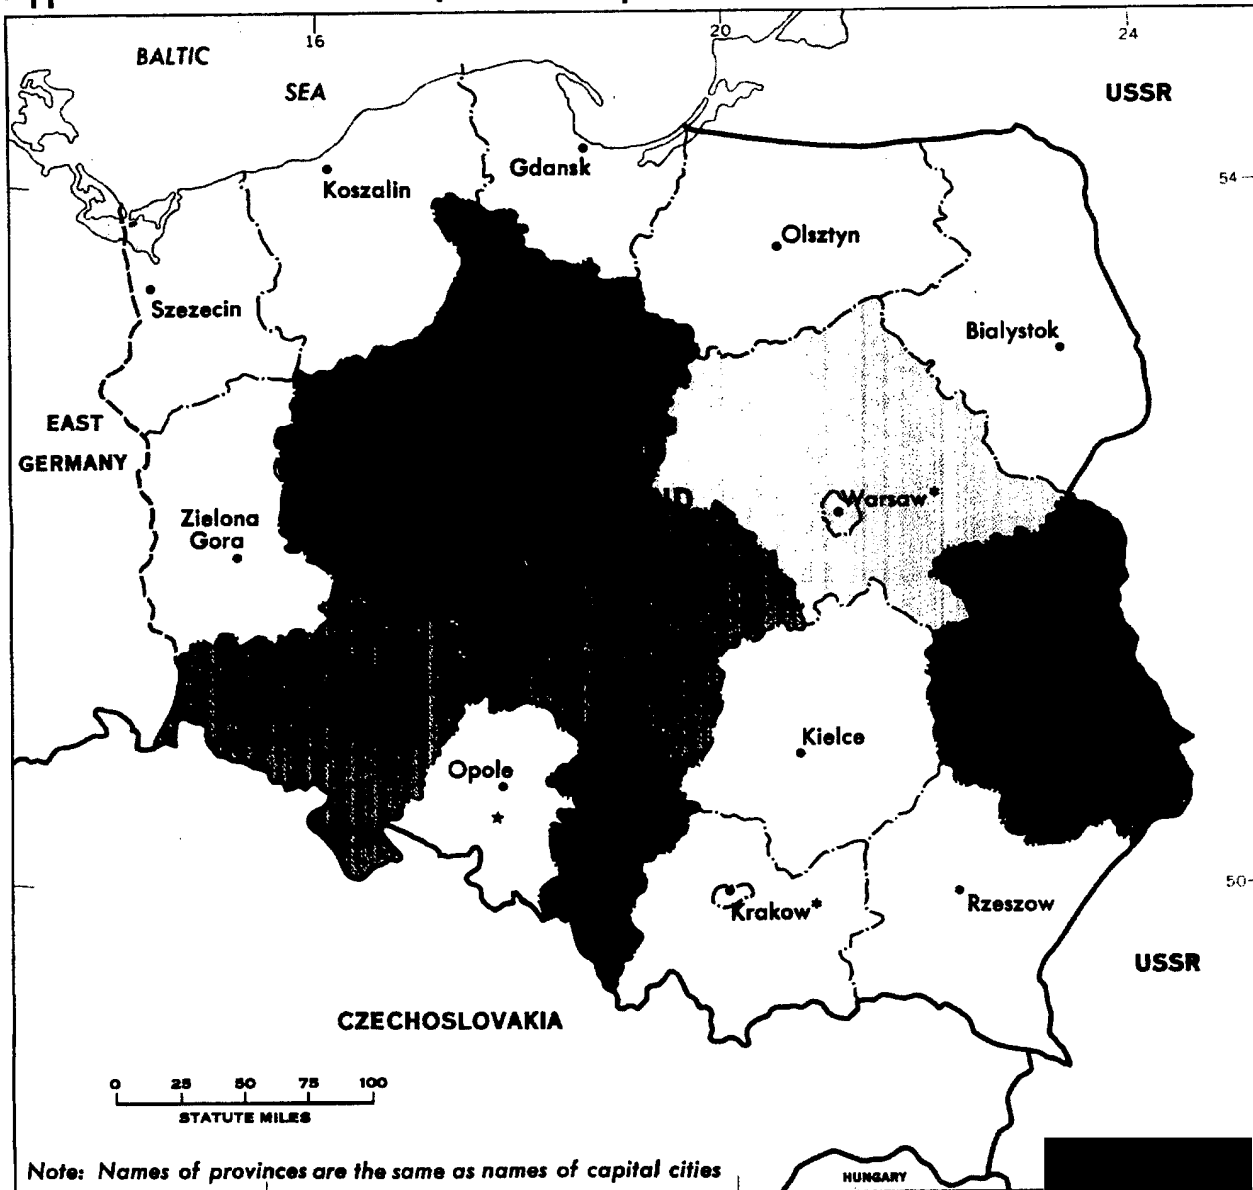 16
20
24
BALTIC
SEA
USSR
Gdansk
54
Koszalin
Olsztyn
Szezecin
Bialystok
EAST
GERMANY
Warsaw*
Zielona
Gora
Kielce
Opole
50
Krakow*
Rzeszow
USSR
CZECHOSLOVAKIA
0 25 50 75 100
STATUTE MILES
Note: Names of provinces are the same as names of capital cities
HUNGARY